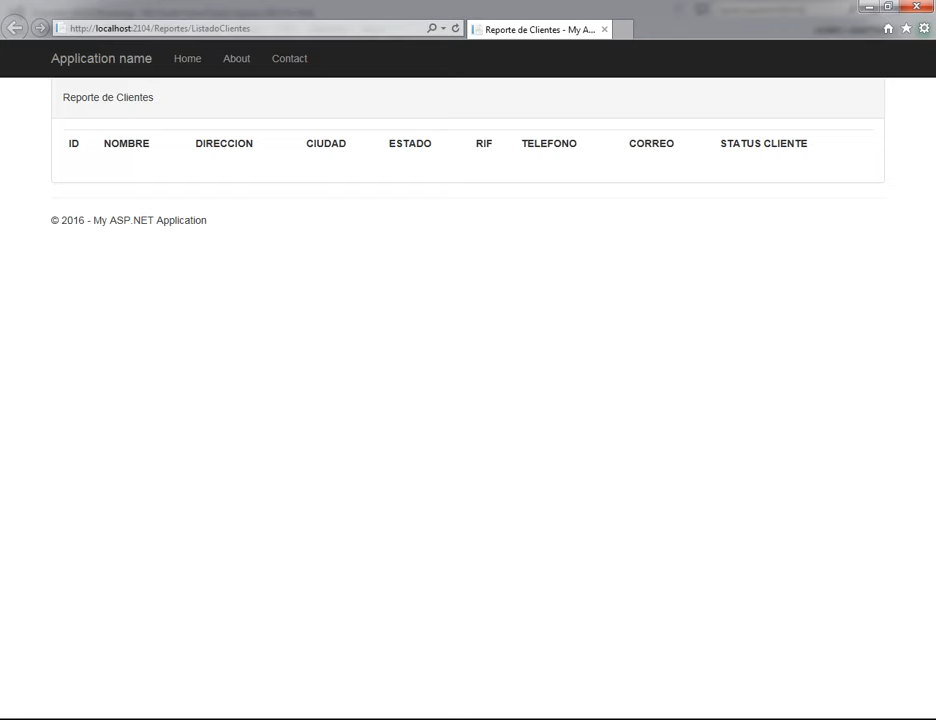 http://localhost:2104/Reportes/ListadoClientes
Reporte de Clientes - My A...
Application name Home About Contact
Reporte de Clientes
ID NOMBRE DIRECCION CIUDAD ESTADO RIF TELEFONO CORREO STATUS CLIENTE
© 2016 - My ASP.NET Application